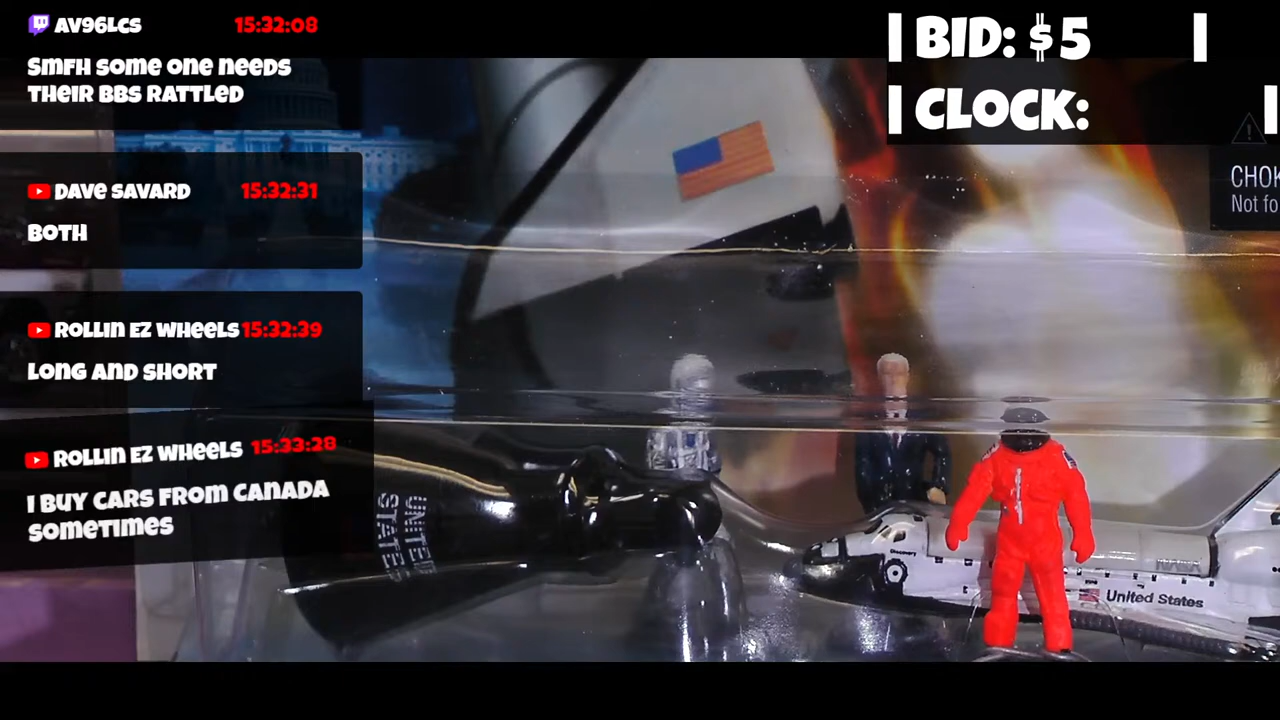 AV96LCS 15:32:08
SMFH SOME ONE NEEDS
THEIR BBS RATTLED
DAVE SAVARD 15:32:31
BOTH
ROLLIN EZ WHEELS 15:32:39
LONG AND SHORT
ROLLIN EZ WHEELS 15:33:28
I BUY CARS FROM CANADA
SOMETIMES
| BID: $5 |
| CLOCK: |
CHOK
Not fo
UNITED
STATES
Discovery
United States